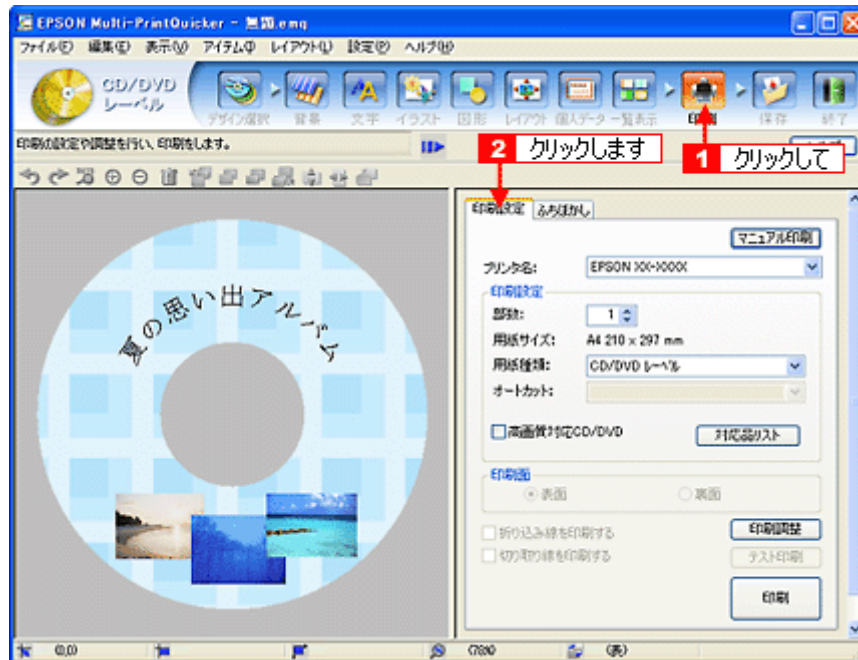 EPSON Multi-PrintQuicker - 無題.emq
ファイル(F) 編集(E) 表示(V) アイテム(I) レイアウト(L) 設定(P) ヘルプ(H)
CD/DVD
レーベル
デザイン選択 背景 文字 イラスト 図形 レイアウト 個人データ 一覧表示 印刷 保存 終了
印刷の設定や調整を行い、印刷をします。
2 クリックします
1 クリックして
印刷設定 ふちぼかし
マニュアル印刷
プリンタ名: EPSON XX-XXXX
印刷設定
部数: 1
用紙サイズ: A4 210 x 297 mm
用紙種類: CD/DVD レーベル
オートカット:
高画質対応CD/DVD 対応品リスト
印刷面
表面 裏面
折り込み線を印刷する 印刷調整
切り取り線を印刷する テスト印刷
印刷
夏の思い出アルバム
(0,0) (表)